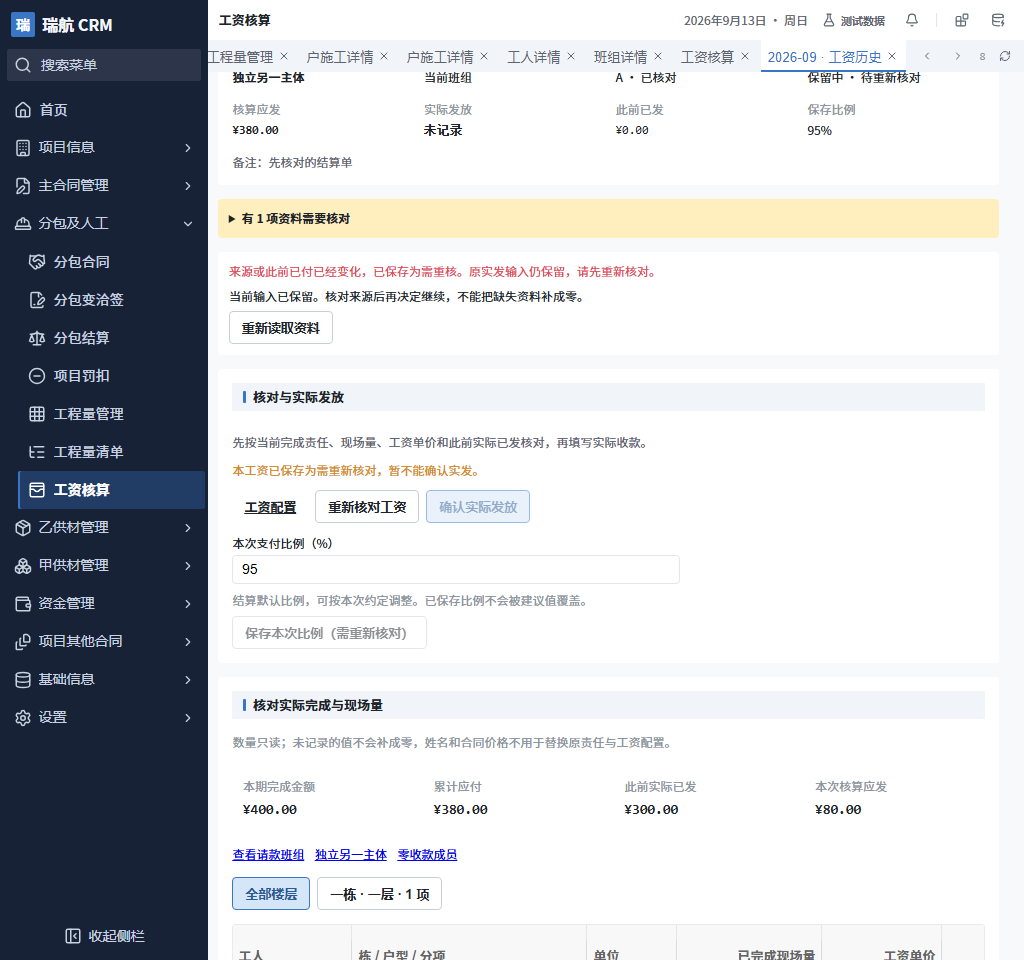 瑞 瑞航 CRM
搜索菜单
首页
项目信息
主合同管理
分包及人工
分包合同
分包变洽签
分包结算
项目罚扣
工程量管理
工程量清单
工资核算
乙供材管理
甲供材管理
资金管理
项目其他合同
基础信息
设置
收起侧栏
工资核算
2026年9月13日 · 周日 测试数据
工程量管理 户施工详情 户施工详情 工人详情 班组详情 工资核算 2026-09 · 工资历史 8
独立另一主体 当前班组 A · 已核对 保留中 · 待重新核对
核算应发 实际发放 此前已发 保存比例
¥380.00 未记录 ¥0.00 95%
备注：先核对的结算单
有 1 项资料需要核对
来源或此前已付已经变化，已保存为需重核。原实发输入仍保留，请先重新核对。
当前输入已保留。核对来源后再决定继续，不能把缺失资料补成零。
重新读取资料
核对与实际发放
先按当前完成责任、现场量、工资单价和此前实际已发核对，再填写实际收款。
本工资已保存为需重新核对，暂不能确认实发。
工资配置 重新核对工资 确认实际发放
本次支付比例（%）
95
结算默认比例，可按本次约定调整。已保存比例不会被建议值覆盖。
保存本次比例（需重新核对）
核对实际完成与现场量
数量只读；未记录的值不会补成零，姓名和合同价格不用于替换原责任与工资配置。
本期完成金额 累计应付 此前实际已发 本次核算应发
¥400.00 ¥380.00 ¥300.00 ¥80.00
查看请款班组 独立另一主体 零收款成员
全部楼层 一栋 · 一层 · 1 项
工人 栋 / 户型 / 分项 单位 已完成现场量 工资单价